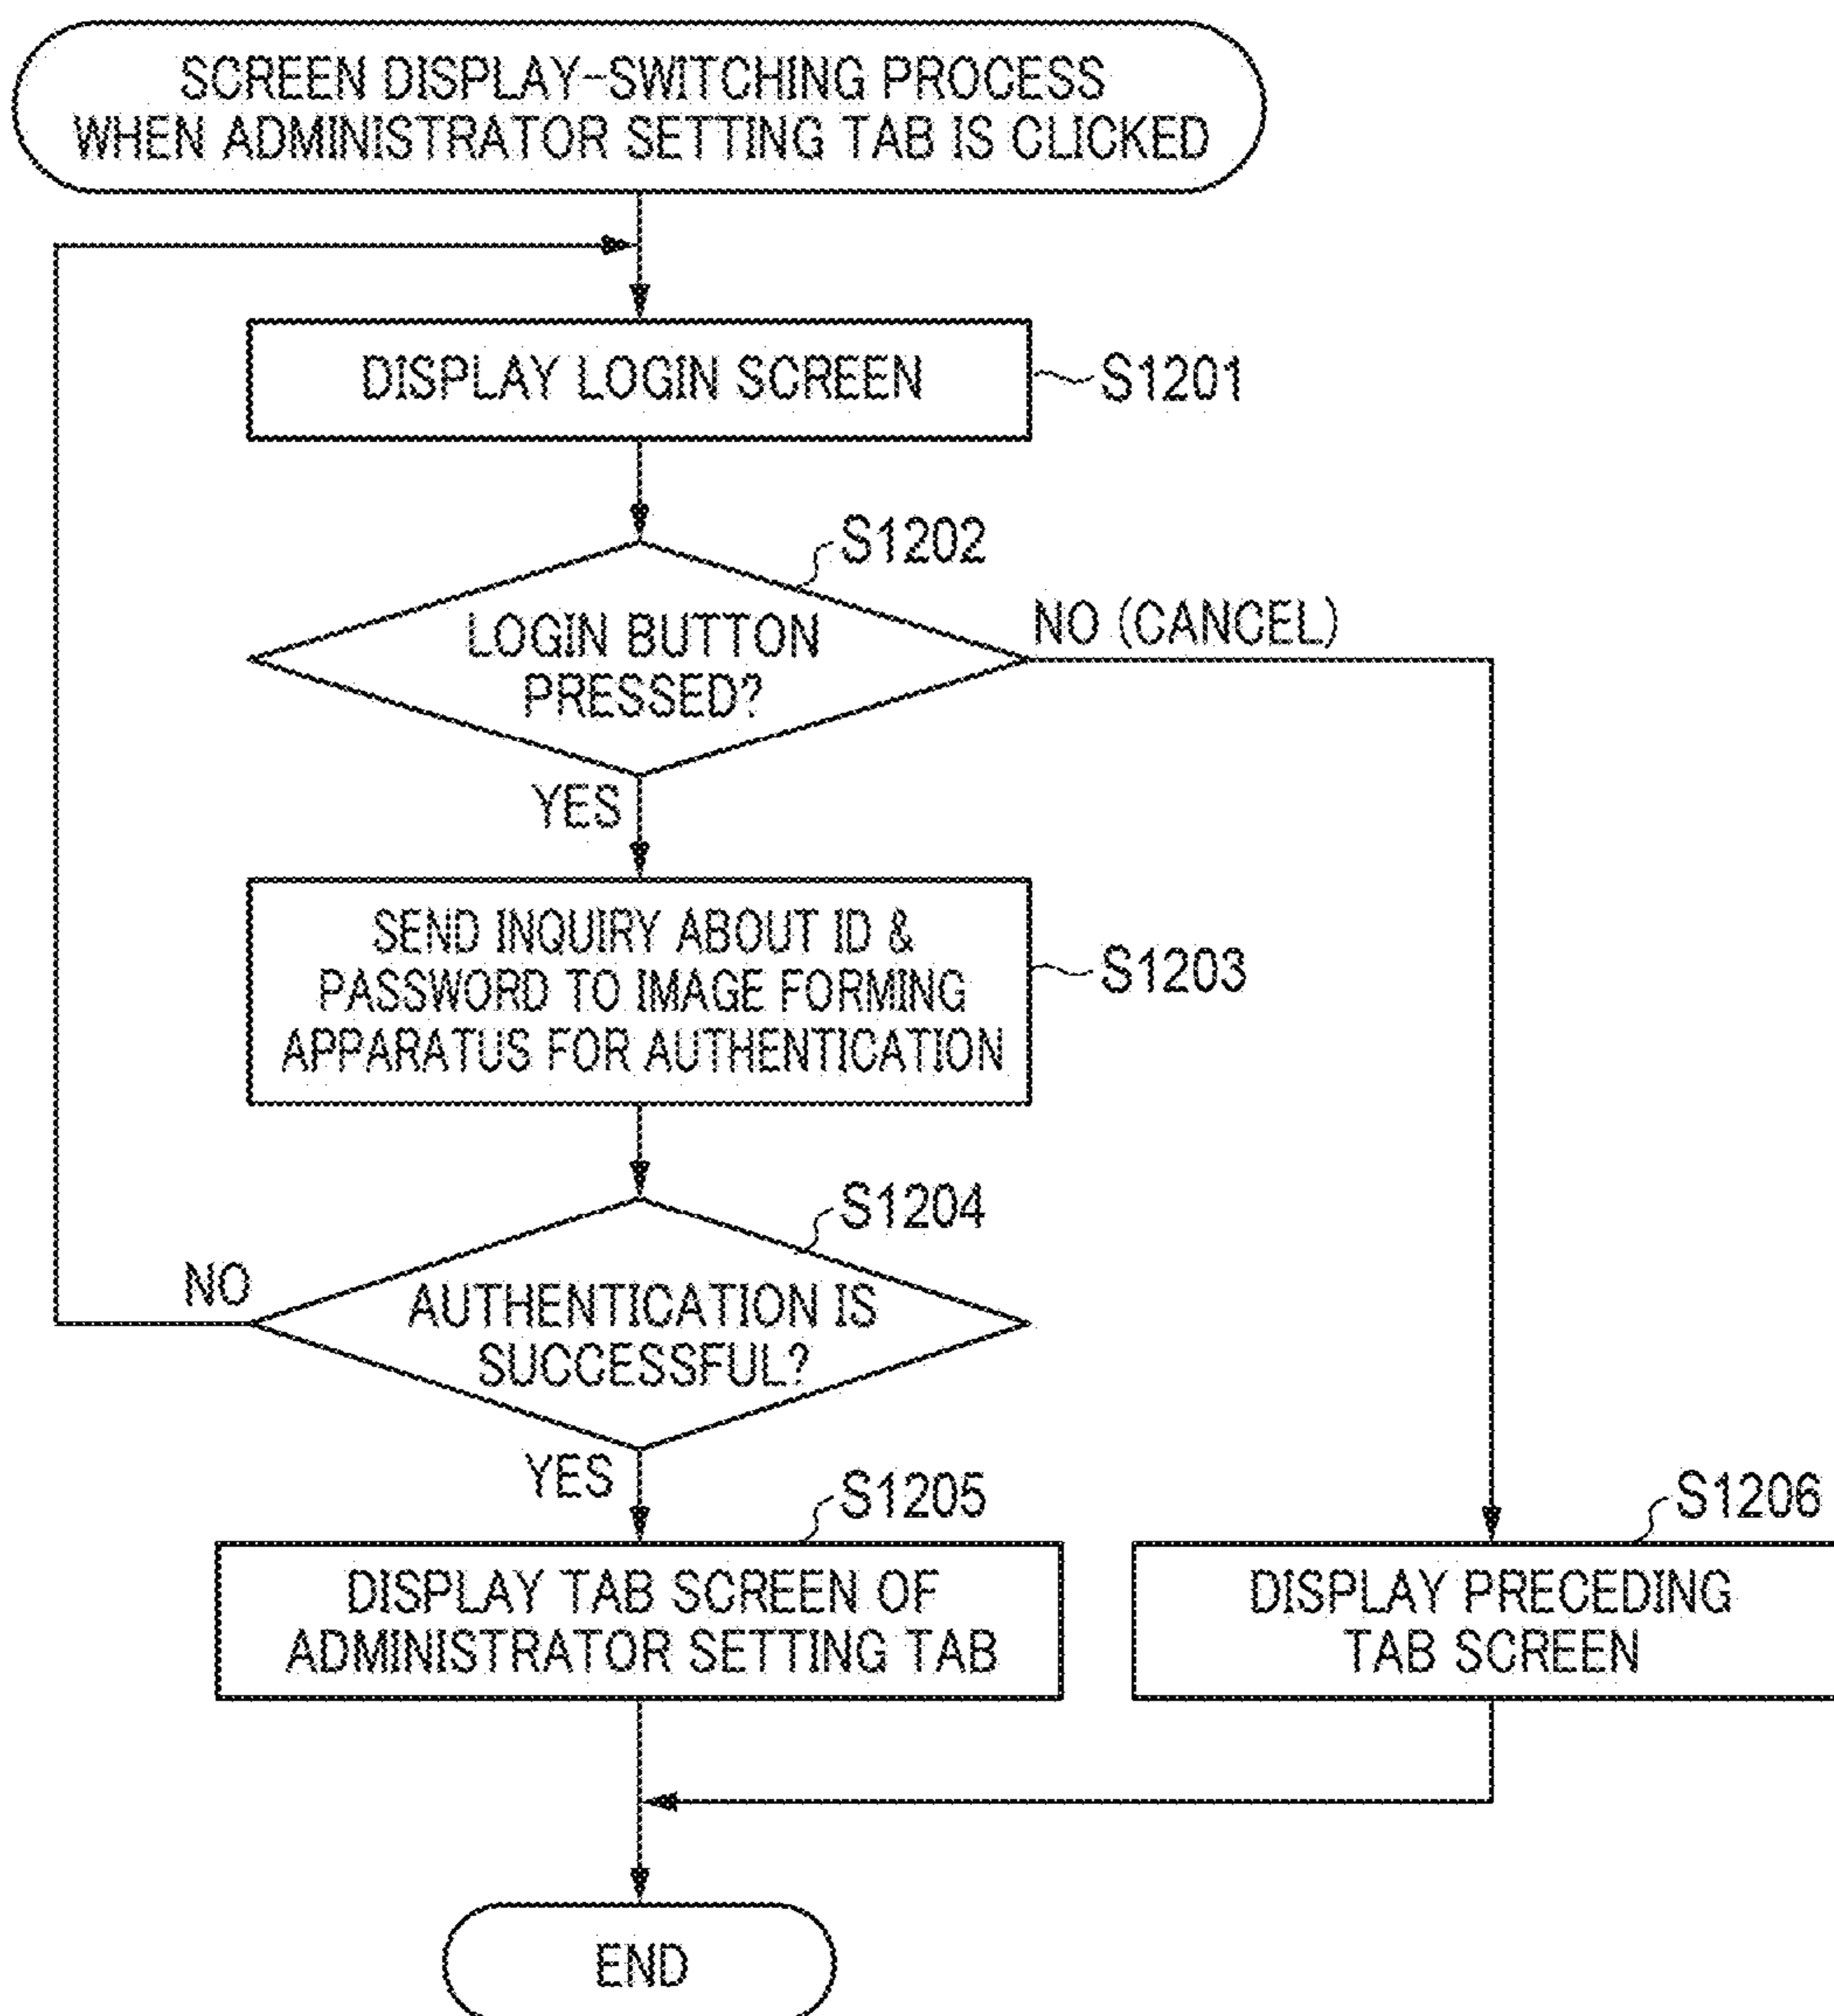 SCREEN DISPLAY-SWITCHING PROCESS
WHEN ADMINISTRATOR SETTING TAB IS CLICKED
DISPLAY LOGIN SCREEN
S1201
S1202
LOGIN BUTTON
PRESSED?
NO (CANCEL)
YES
SEND INQUIRY ABOUT ID &
PASSWORD TO IMAGE FORMING
APPARATUS FOR AUTHENTICATION
S1203
S1204
NO
AUTHENTICATION IS
SUCCESSFUL?
YES
S1205
DISPLAY TAB SCREEN OF
ADMINISTRATOR SETTING TAB
S1206
DISPLAY PRECEDING
TAB SCREEN
END